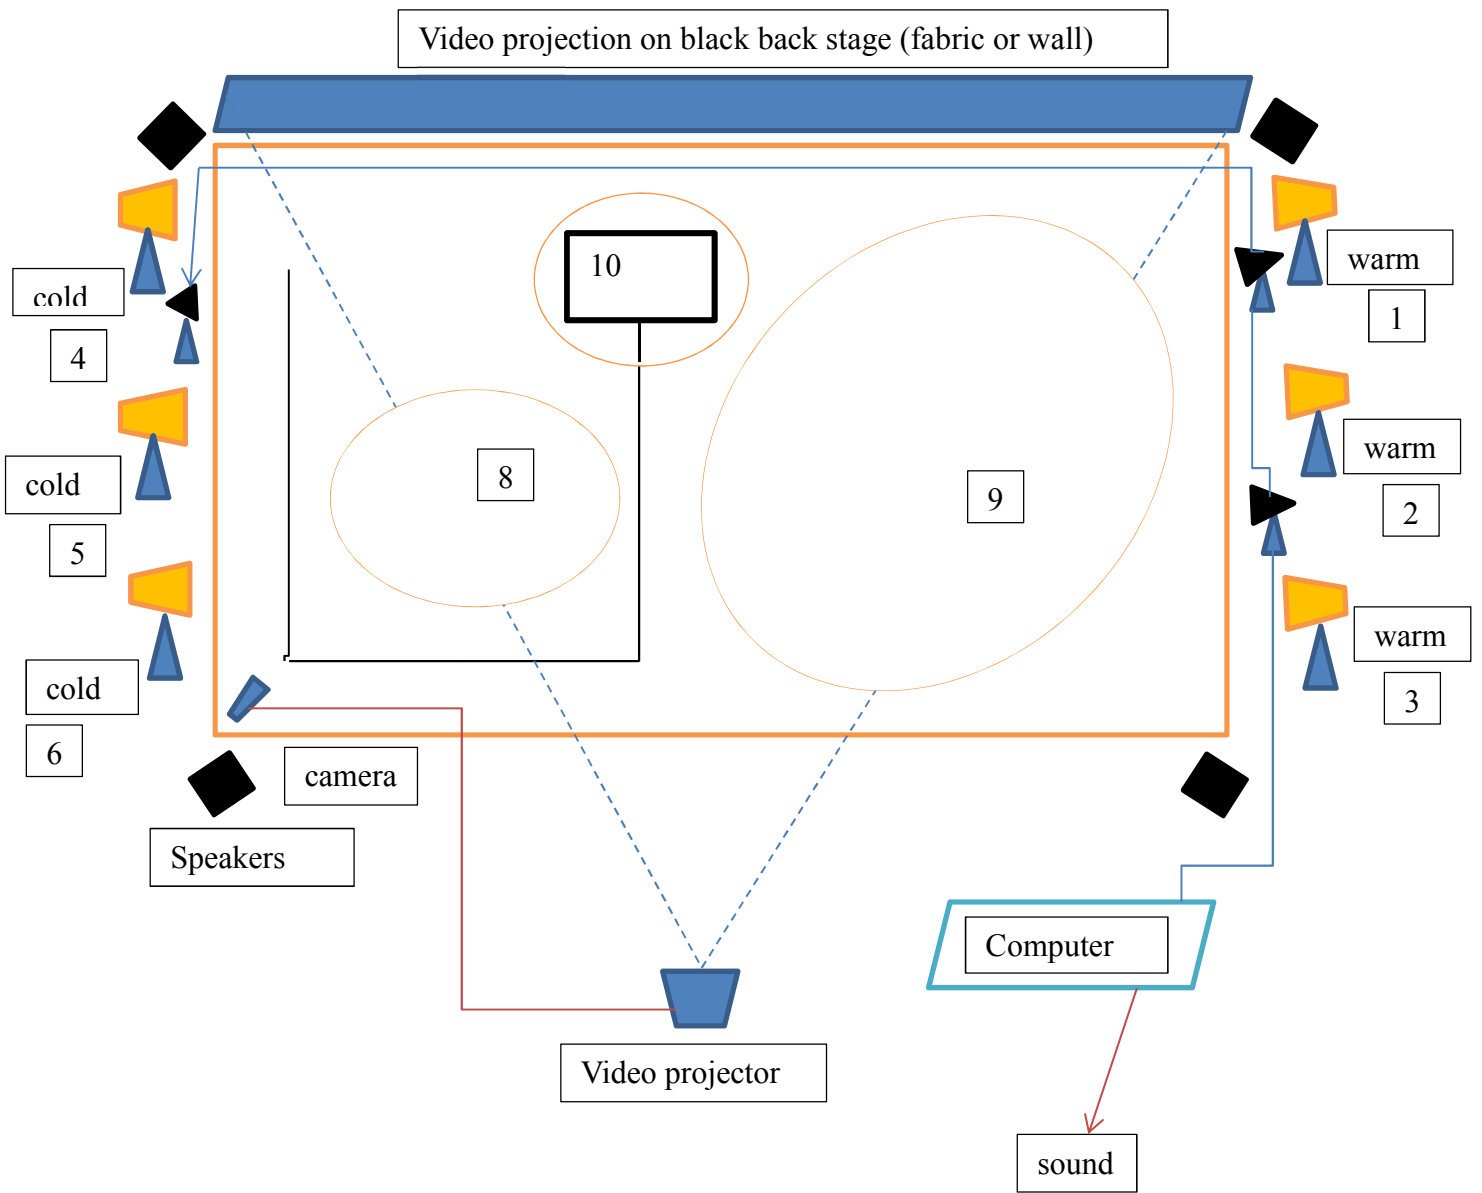 Video projection on black back stage (fabric or wall)
10
warm
1
cold
4
warm
2
cold
5
8
9
warm
3
cold
6
camera
Speakers
Computer
Video projector
sound